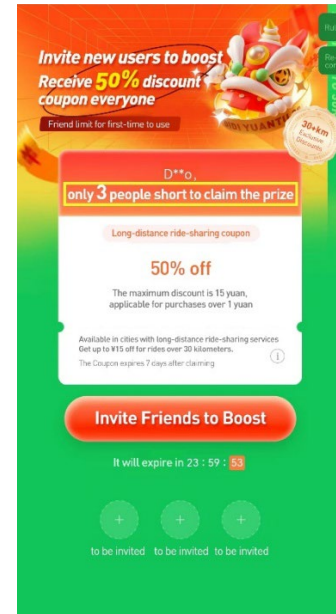 Invite new users to boost
Receive 50% discount
coupon everyone
Friend limit for first-time to use
DIDI YUANTU
30+km
Exclusive
Discounts
D**o,
only 3 people short to claim the prize
Long-distance ride-sharing coupon
50% off
The maximum discount is 15 yuan,
applicable for purchases over 1 yuan
Available in cities with long-distance ride-sharing services
Get up to ¥15 off for rides over 30 kilometers.
The Coupon expires 7 days after claiming
Invite Friends to Boost
It will expire in 23 : 59 : 53
to be invited to be invited to be invited